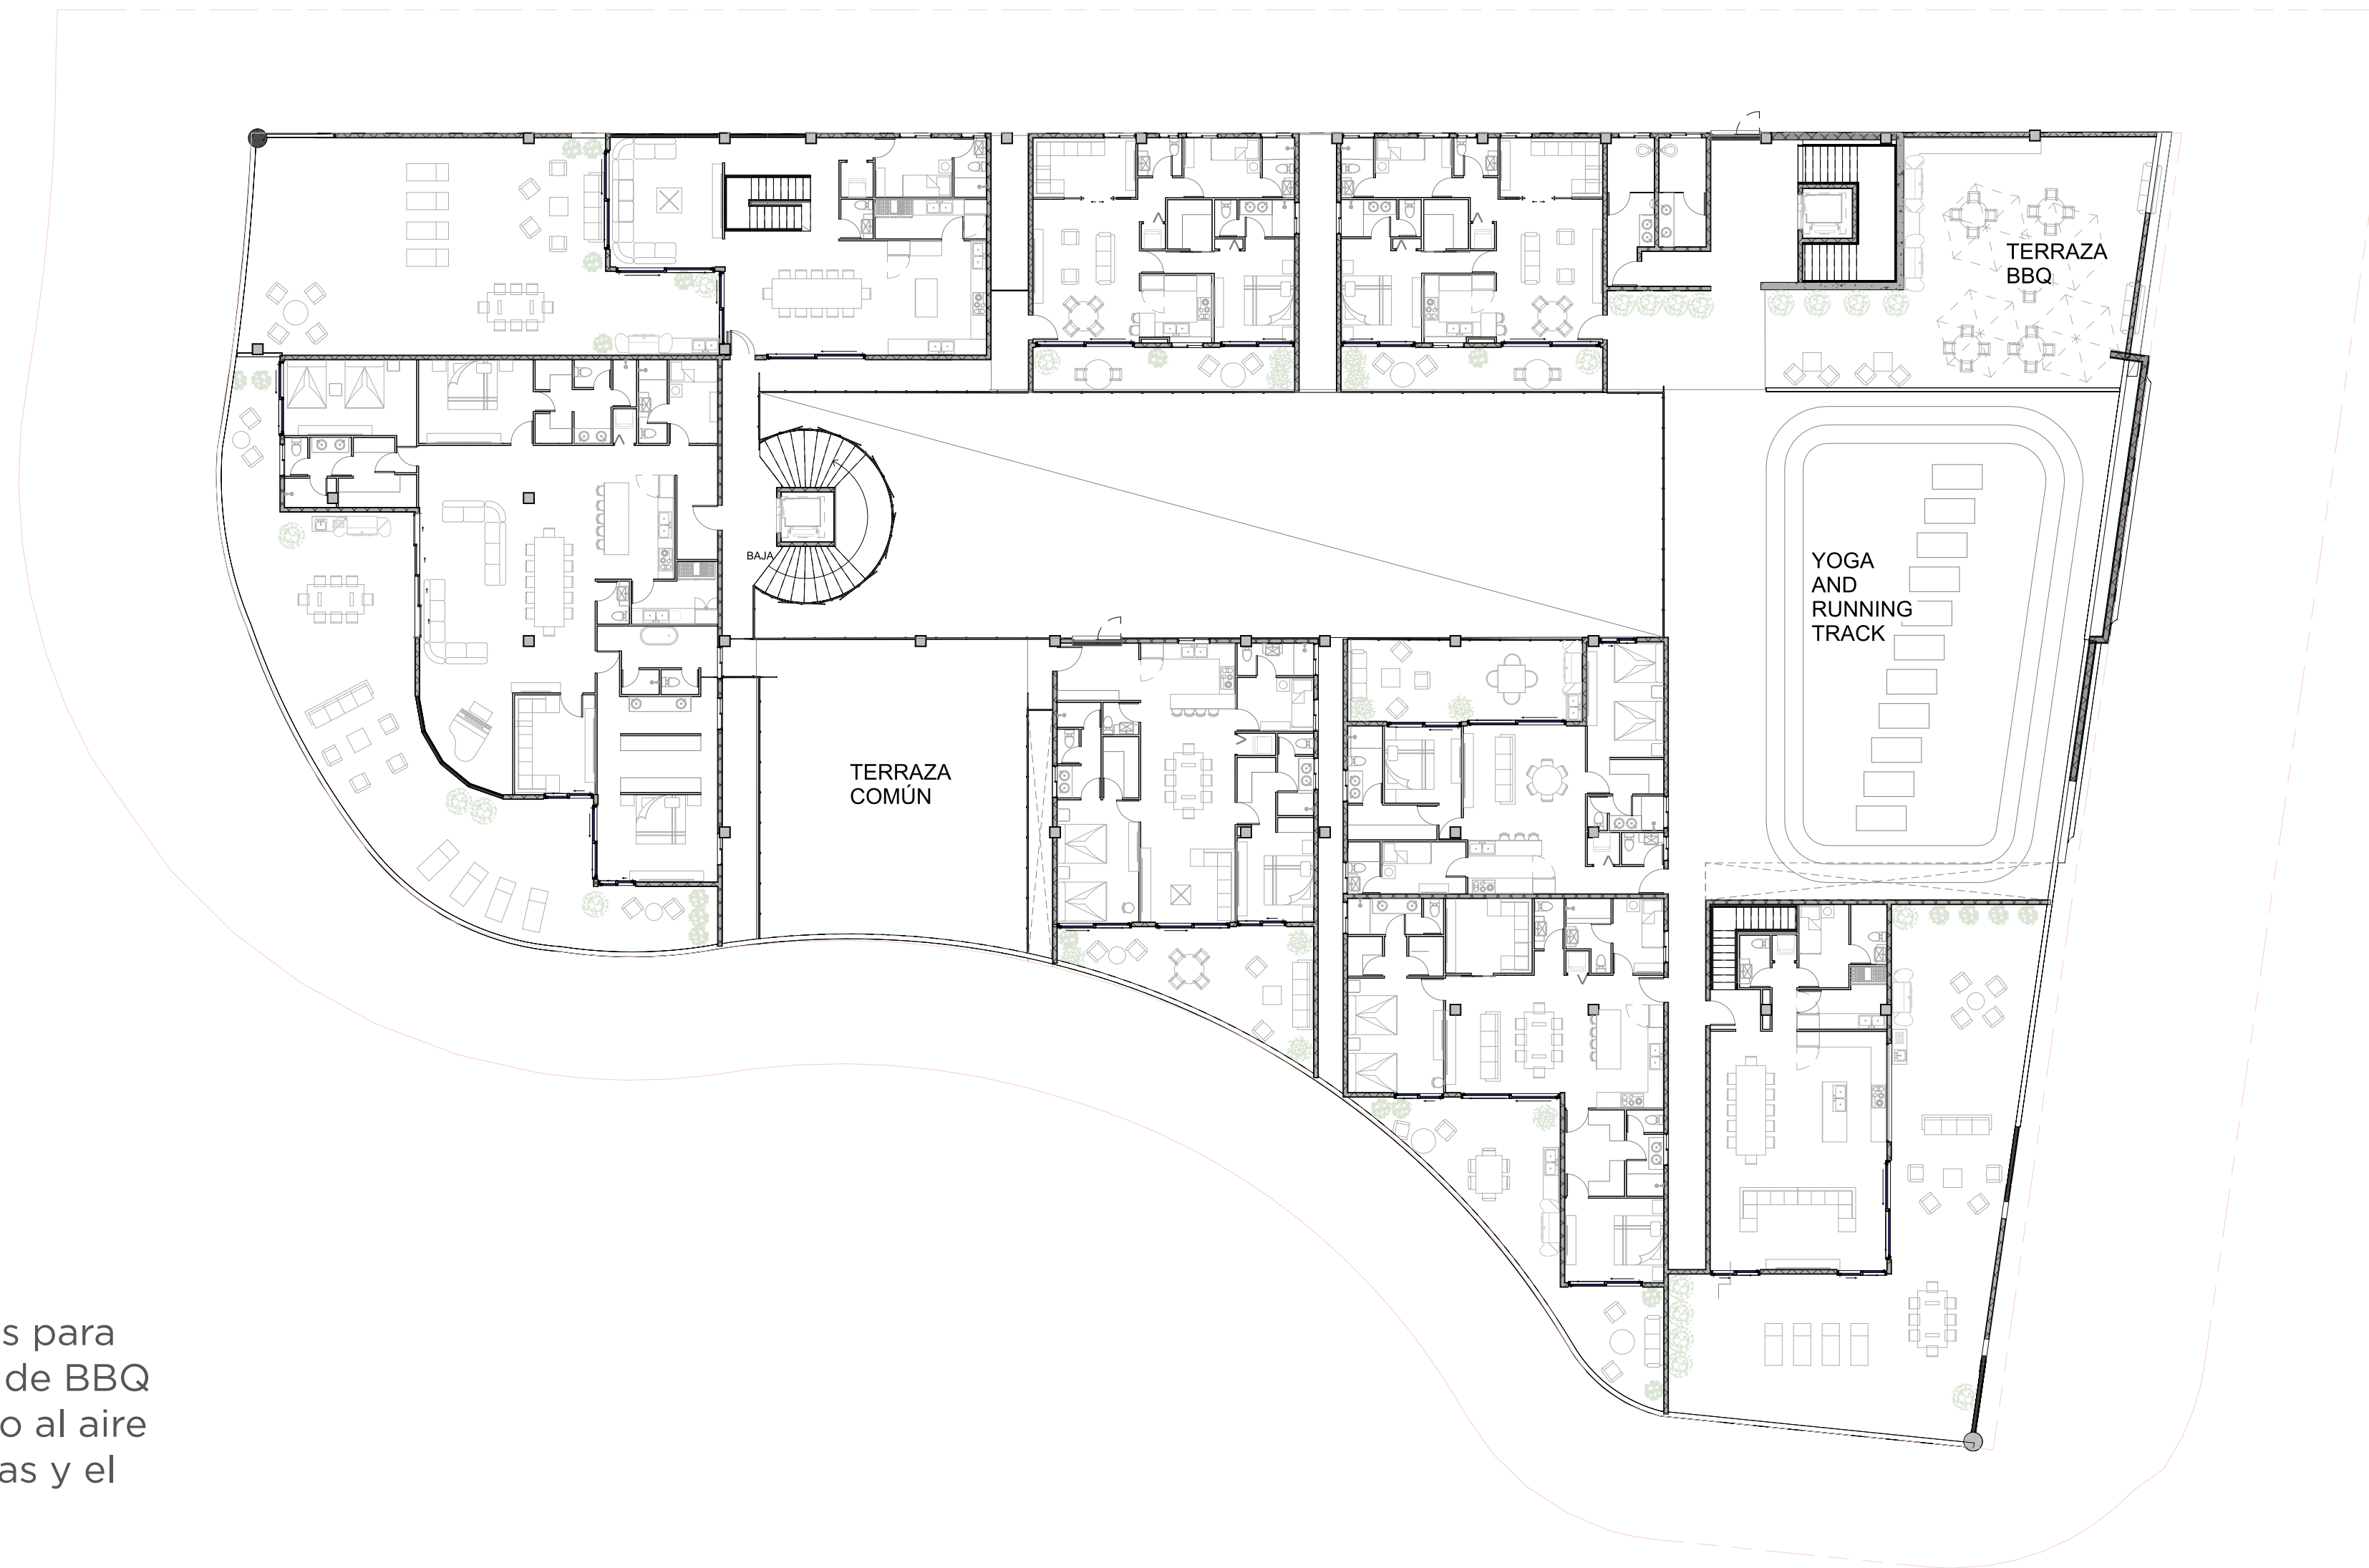 TERRAZA
BBQ
BAJA
YOGA
AND
RUNNING
TRACK
TERRAZA
COMÚN
s para
de BBQ
o al aire
as y el